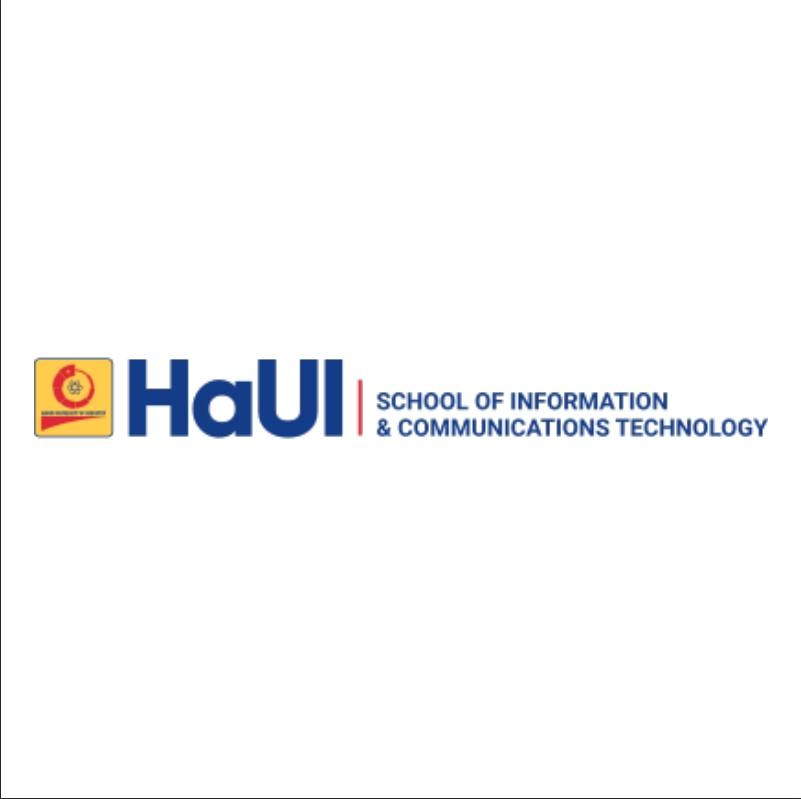 HaUI
SCHOOL OF INFORMATION
& COMMUNICATIONS TECHNOLOGY